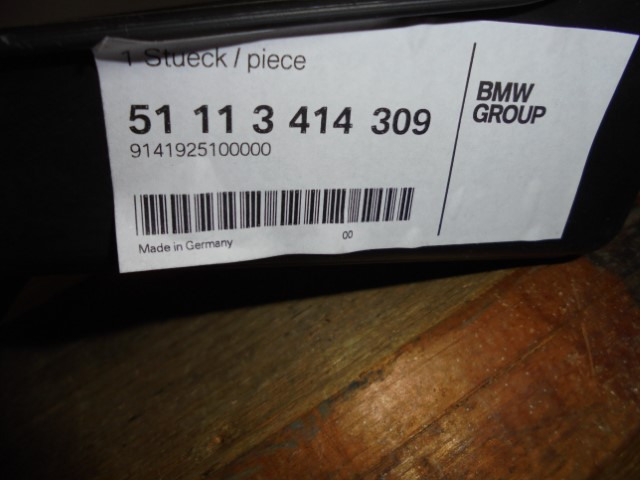 1 Stueck / piece
51 11 3 414 309
9141925100000
Made in Germany
00
BMW
GROUP